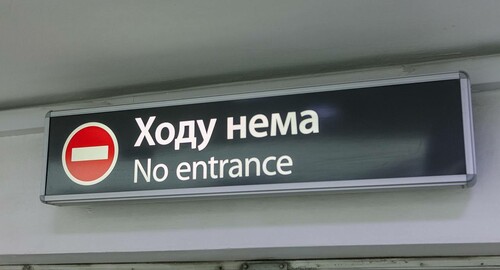 Ходу нема
No entrance